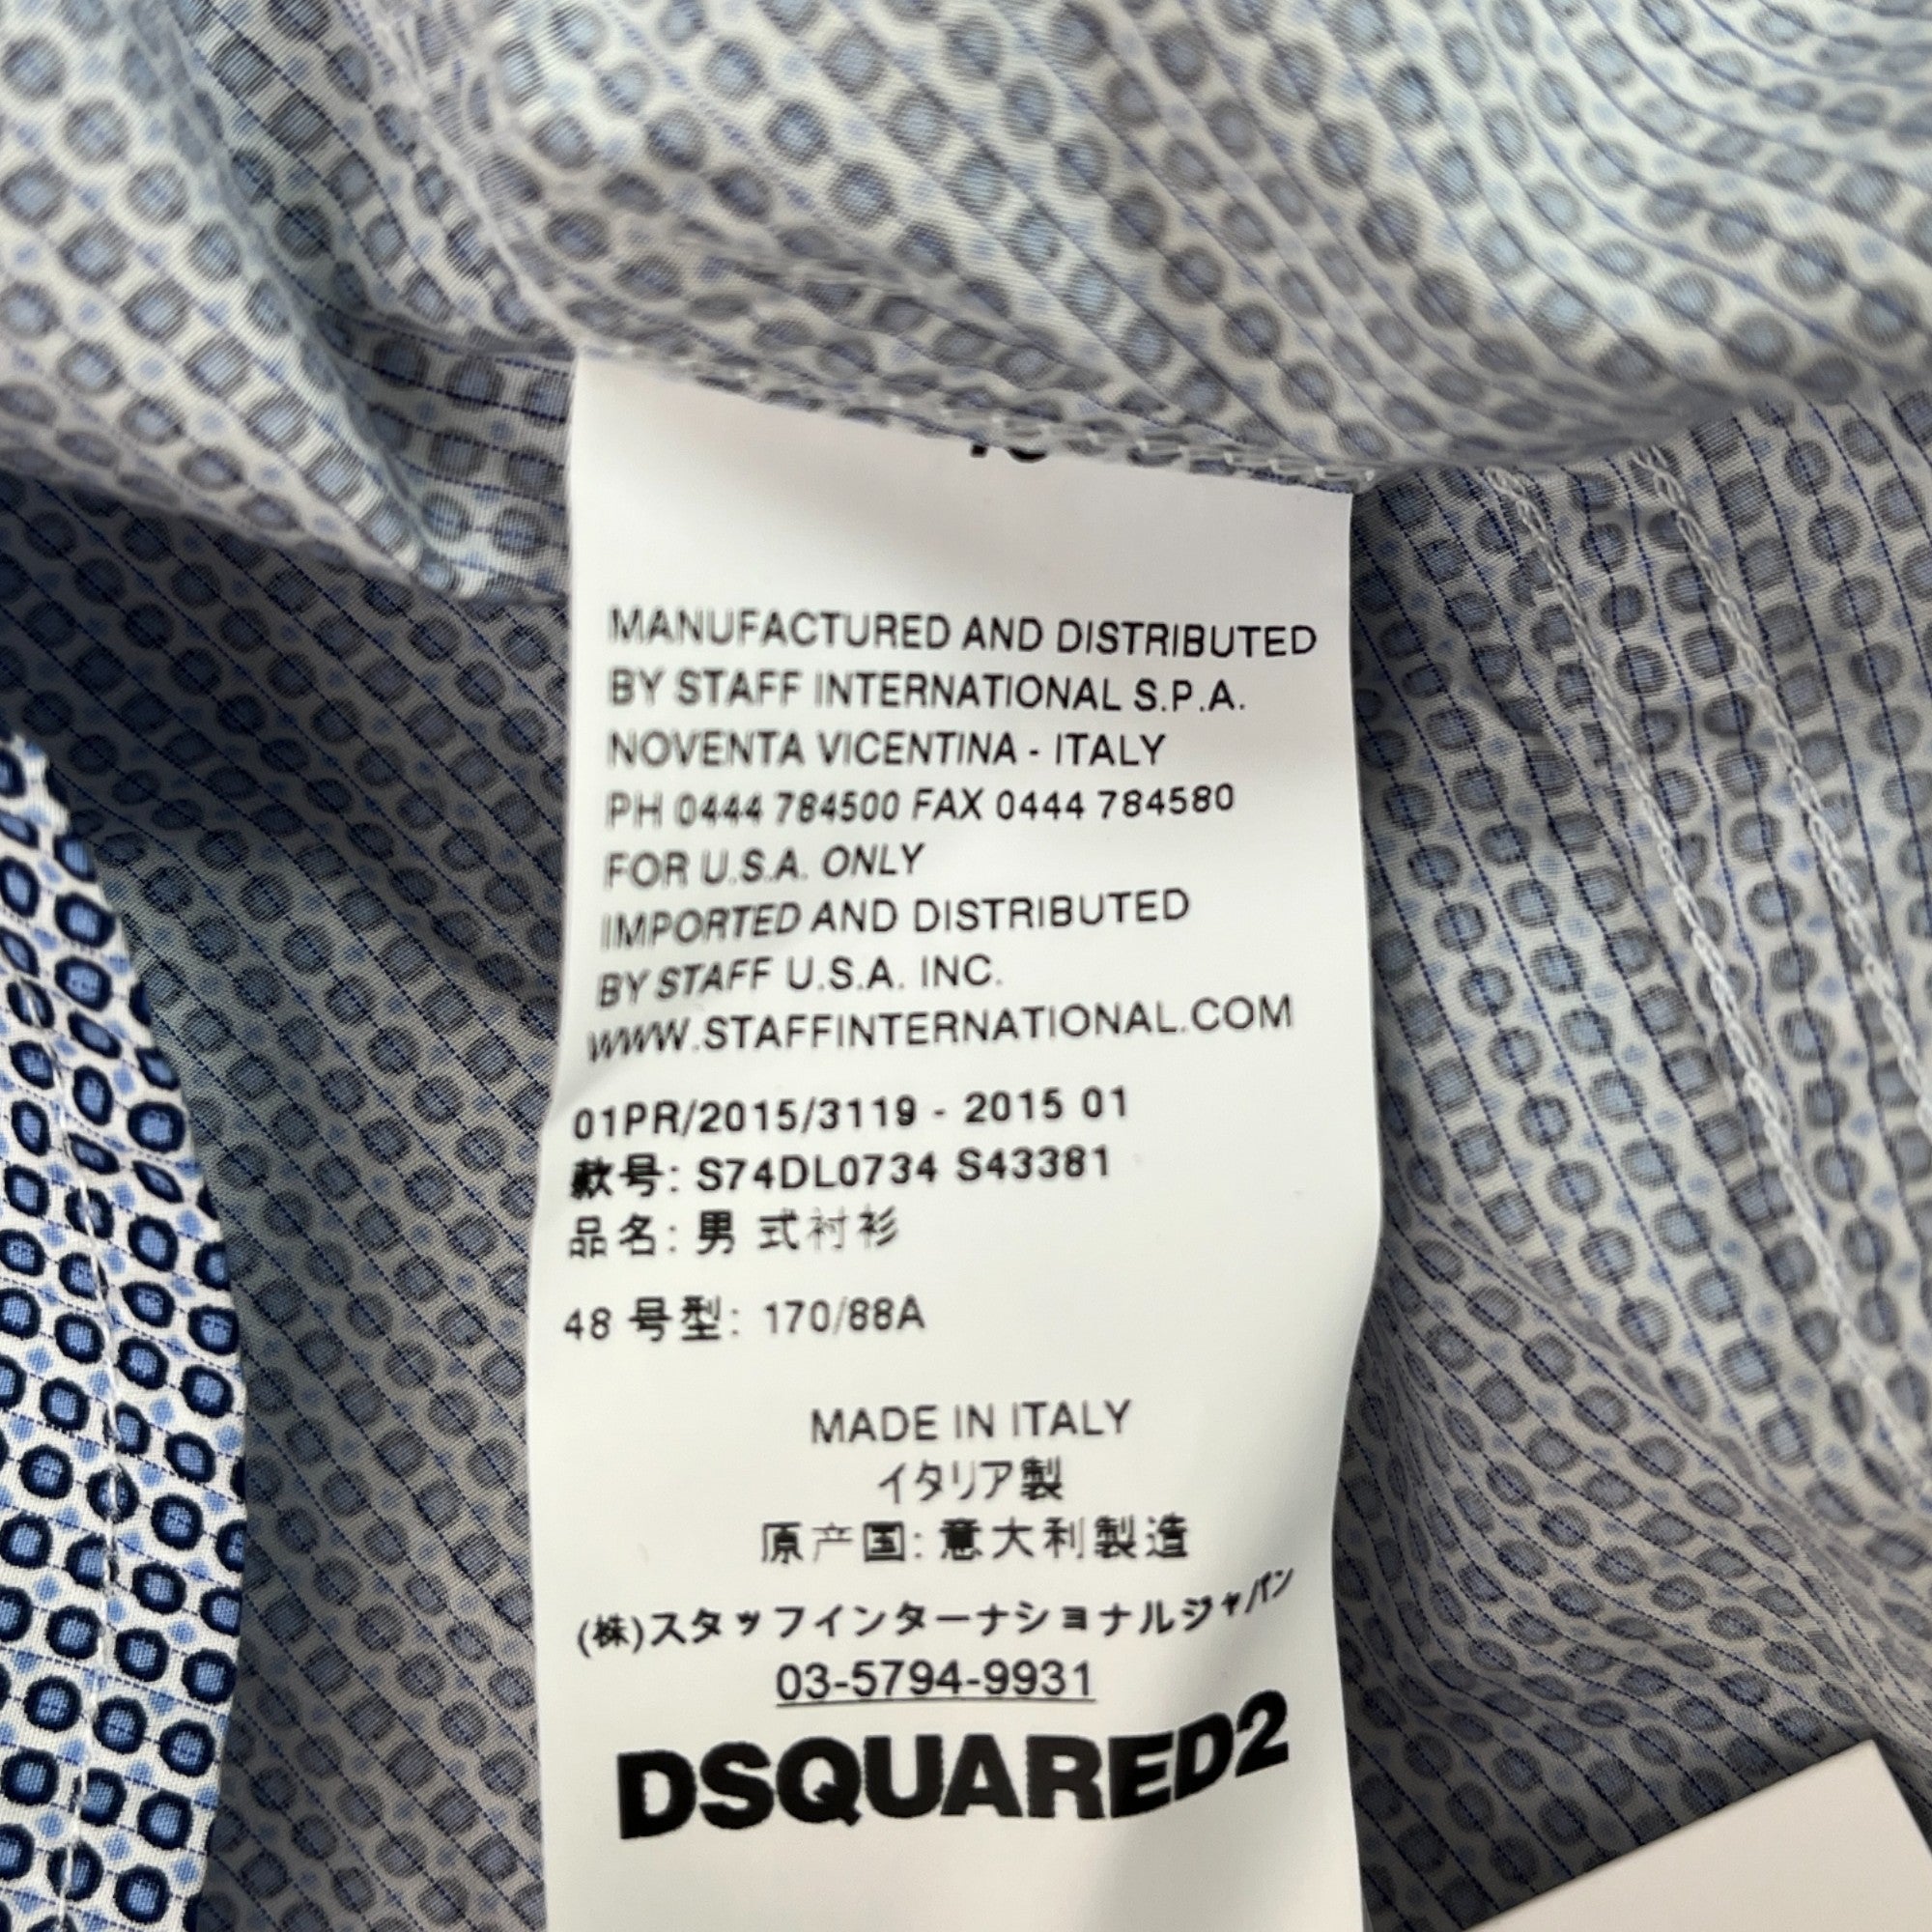 MANUFACTURED AND DISTRIBUTED
BY STAFF INTERNATIONAL S.P.A.
NOVENTA VICENTINA - ITALY
PH 0444 784500 FAX 0444 784580
FOR U.S.A. ONLY
IMPORTED AND DISTRIBUTED
BY STAFF U.S.A. INC.
WWW.STAFFINTERNATIONAL.COM
01PR/2015/3119 - 2015 01
款号: S74DL0734 S43381
品名: 男 式衬衫
48 号型: 170/88A
MADE IN ITALY
イタリア製
原产国: 意大利製造
(株)スタッフインターナショナルジャパン
03-5794-9931
DSQUARED2